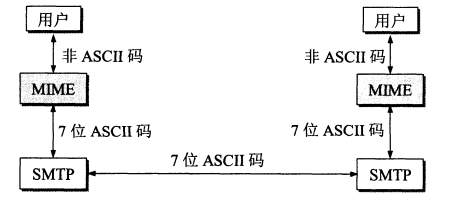 用户 用户
非 ASCII 码 非 ASCII 码
MIME MIME
7 位 ASCII 码 7 位 ASCII 码
7 位 ASCII 码
SMTP SMTP